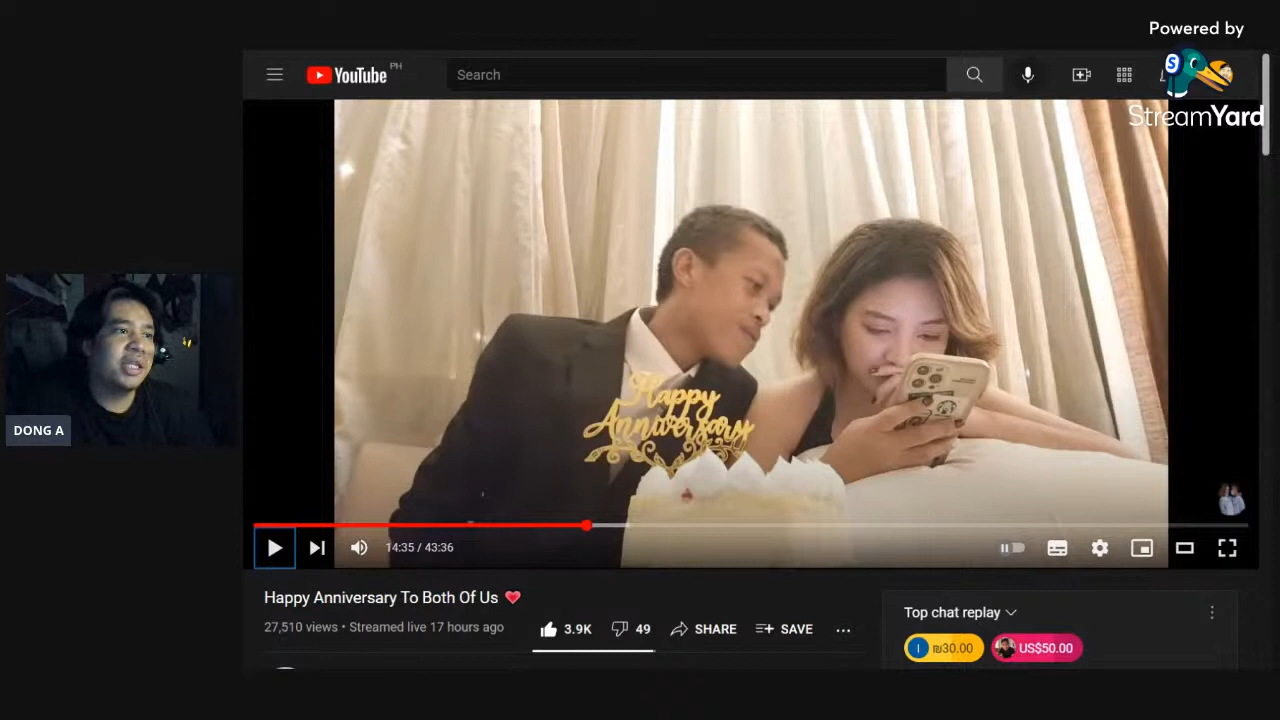 Powered by
StreamYard
YouTube PH
Search
Happy
Anniversary
14:35 / 43:36
DONG A
Happy Anniversary To Both Of Us
27,510 views • Streamed live 17 hours ago
3.9K
49
SHARE
SAVE
Top chat replay
I
₪30.00
US$50.00